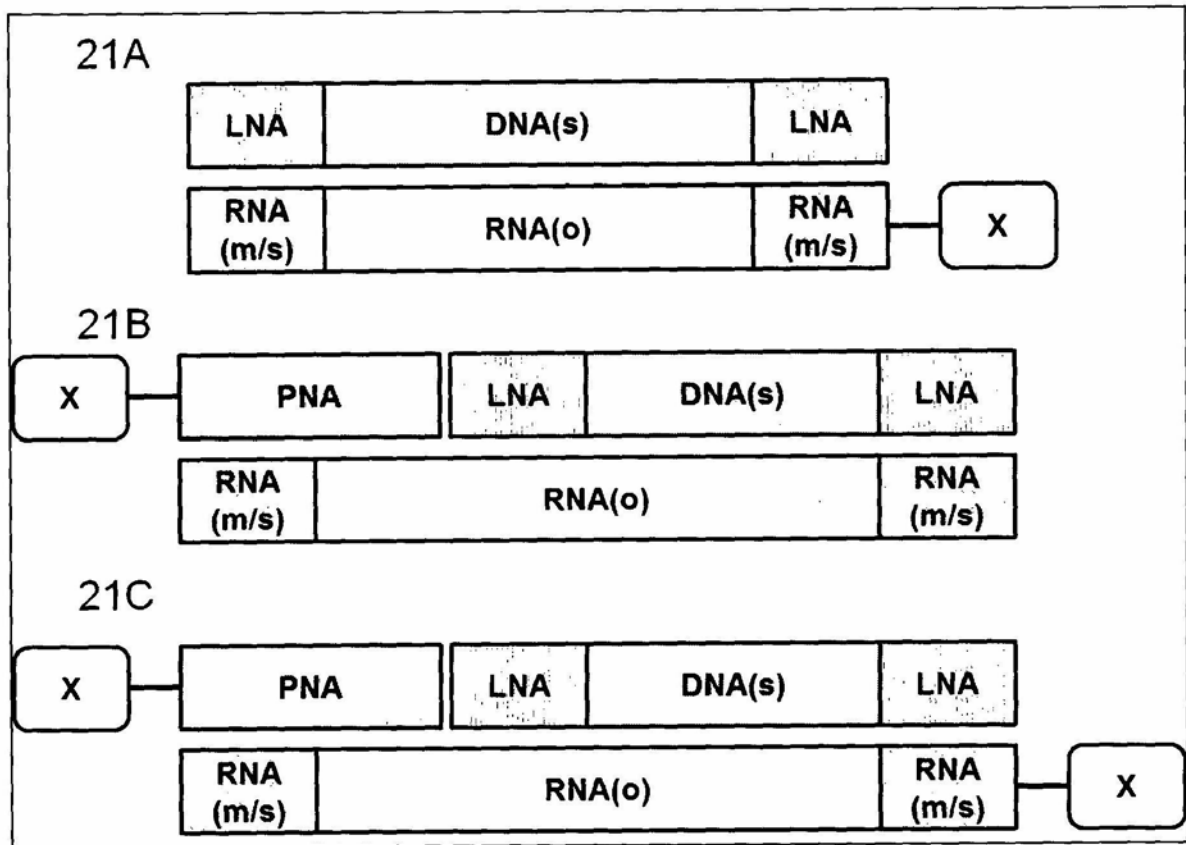 21A
LNA DNA(s) LNA
RNA RNA(o) RNA X
(m/s) (m/s)
21B
X PNA LNA DNA(s) LNA
RNA RNA(o) RNA
(m/s) (m/s)
21C
X PNA LNA DNA(s) LNA
RNA RNA(o) RNA X
(m/s) (m/s)